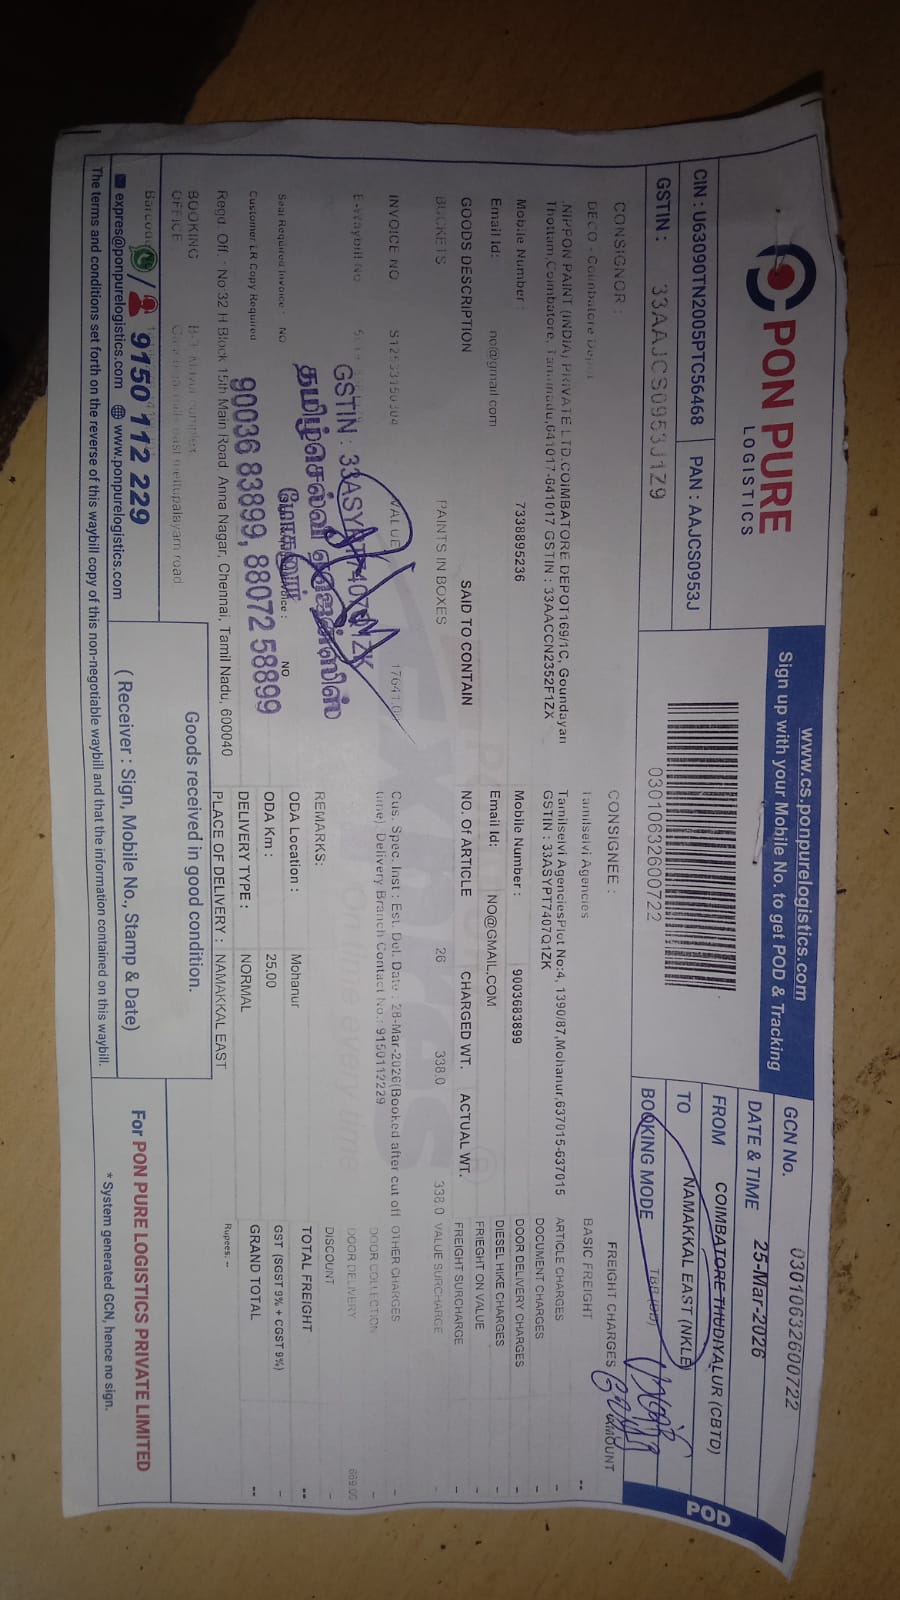 PON PURE
LOGISTICS
CIN : U63090TN2005PTC56468
PAN : AAJCS0953J
GSTIN : 33AAJCS0953J1Z9
www.cs.ponpurelogistics.com
Sign up with your Mobile No. to get POD & Tracking
03010632600722
GCN No. 03010632600722
DATE & TIME 25-Mar-2026
FROM COIMBATORE THUDIYALUR (CBTD)
TO NAMAKKAL EAST (NKLE)
BOOKING MODE
POD
CONSIGNOR :
DECO - Coimbatore Depot
.NIPPON PAINT (INDIA) PRIVATE LTD.COIMBATORE DEPOT169/1C, Goundayan
Thottam,Coimbatore, Tamilnadu,641017-641017 GSTIN : 33AACCN2352F1ZX
Mobile Number : 7338895236
Email Id: no@gmail.com
CONSIGNEE :
Tamilselvi Agencies
Tamilselvi AgenciesPlot No:4, 1390/87,Mohanur,637015-637015
GSTIN : 33ASYPT7407Q1ZK
Mobile Number : 9003683899
Email Id: NO@GMAIL.COM
GOODS DESCRIPTION SAID TO CONTAIN NO. Of ARTICLE CHARGED WT. ACTUAL WT.
BUCKETS PAINTS IN BOXES 26 338.0 338.0
INVOICE NO VALUE
E-Waybill No
Cus. Spec. Inst : Est. Del. Date : 28-Mar-2026(Booked after cut off
time) Delivery Branch Contact No.: 9150112229
REMARKS:
Seal Required Invoice : NO
Customer LR Copy Required
NO
GSTIN : 33ASYPT7407Q1ZK
தமிழ்செல்வி ஏஜென்ஸிஸ்
மோகனூர்
90036 83899, 88072 58899
ODA Location : Mohanur
ODA Km : 25.00
DELIVERY TYPE : NORMAL
PLACE OF DELIVERY : NAMAKKAL EAST
FREIGHT CHARGES AMOUNT
BASIC FREIGHT --
ARTICLE CHARGES -
DOCUMENT CHARGES -
DOOR DELIVERY CHARGES -
DIESEL HIKE CHARGES -
FRIEGHT ON VALUE -
FREIGHT SURCHARGE -
VALUE SURCHARGE -
OTHER CHARGES -
DOOR COLLECTION -
DOOR DELIVERY 669.00
DISCOUNT -
TOTAL FREIGHT --
GST (SGST 9% + CGST 9%) -
GRAND TOTAL --
Rupees: --
Regd. Off. : No 32 H Block 15th Main Road, Anna Nagar, Chennai, Tamil Nadu, 600040
BOOKING
OFFICE
Barcode / 9150 112 229
expres@ponpurelogistics.com www.ponpurelogistics.com
Goods received in good condition.
( Receiver : Sign, Mobile No., Stamp & Date)
For PON PURE LOGISTICS PRIVATE LIMITED
* System generated GCN, hence no sign.
The terms and conditions set forth on the reverse of this waybill copy of this non-negotiable waybill and that the information contained on this waybill.